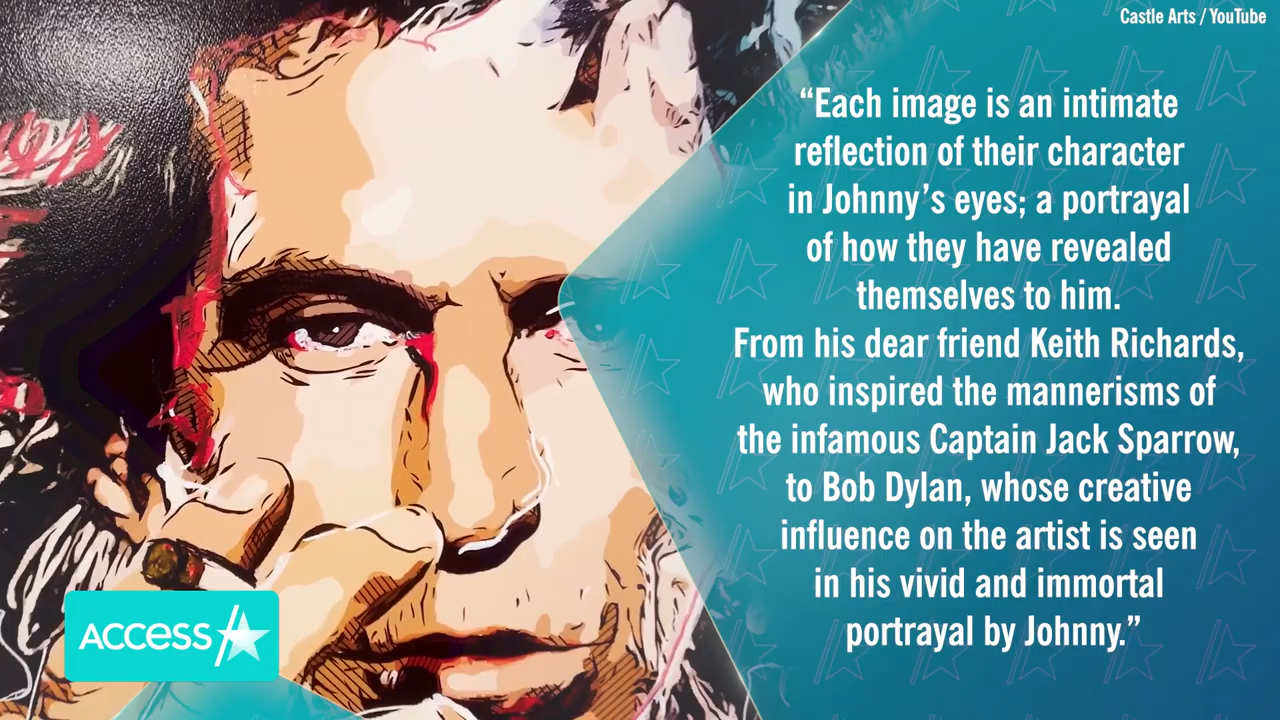 Castle Arts / YouTube
“Each image is an intimate
reflection of their character
in Johnny’s eyes; a portrayal
of how they have revealed
themselves to him.
From his dear friend Keith Richards,
who inspired the mannerisms of
the infamous Captain Jack Sparrow,
to Bob Dylan, whose creative
influence on the artist is seen
in his vivid and immortal
portrayal by Johnny.”
ACCESS